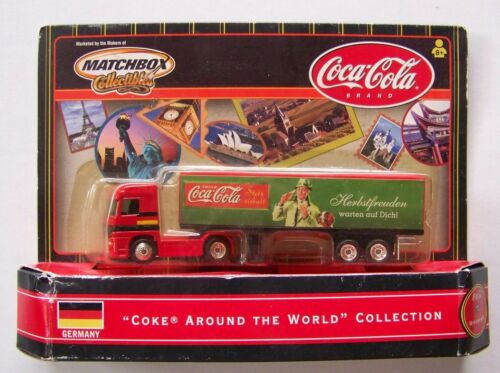 Marketed by the Makers of
MATCHBOX
Collectibles
Coca-Cola
®
BRAND
8+
Coca-Cola
Herbstfreuden
warten auf Dich!
GERMANY
"COKE® AROUND THE WORLD" COLLECTION